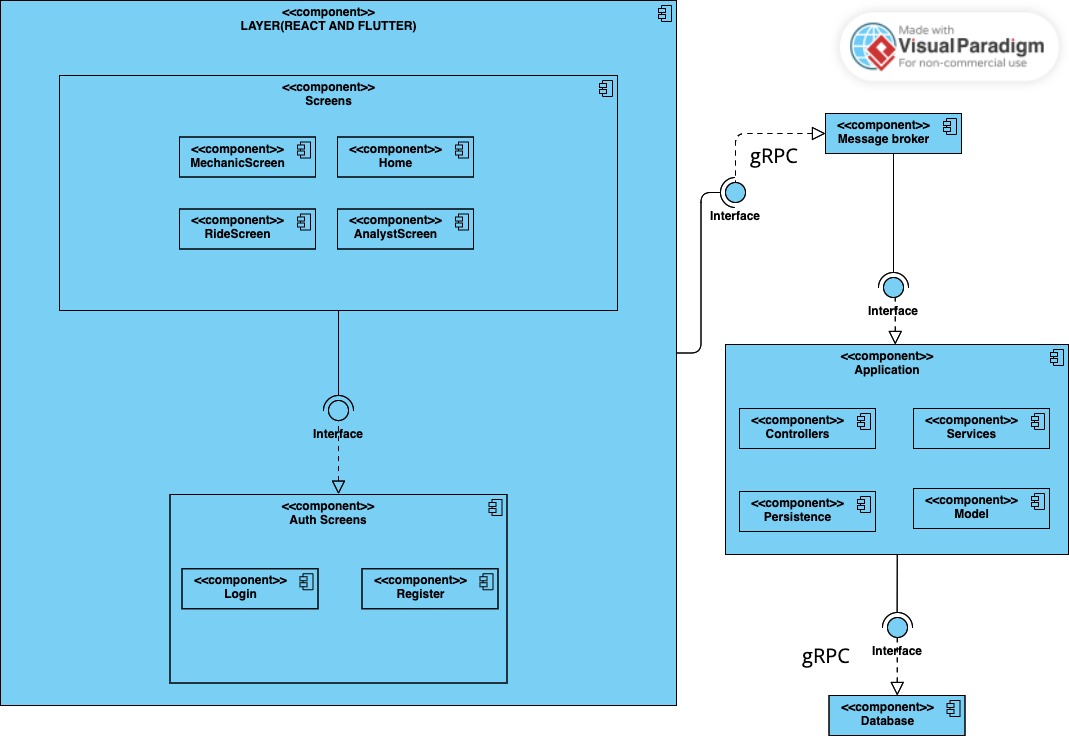 <<component>>
LAYER(REACT AND FLUTTER)
<<component>>
Screens
<<component>>
MechanicScreen
<<component>>
Home
<<component>>
RideScreen
<<component>>
AnalystScreen
Interface
<<component>>
Auth Screens
<<component>>
Login
<<component>>
Register
Made with
Visual Paradigm
For non-commercial use
<<component>>
Message broker
gRPC
Interface
Interface
<<component>>
Application
<<component>>
Controllers
<<component>>
Services
<<component>>
Persistence
<<component>>
Model
Interface
gRPC
<<component>>
Database